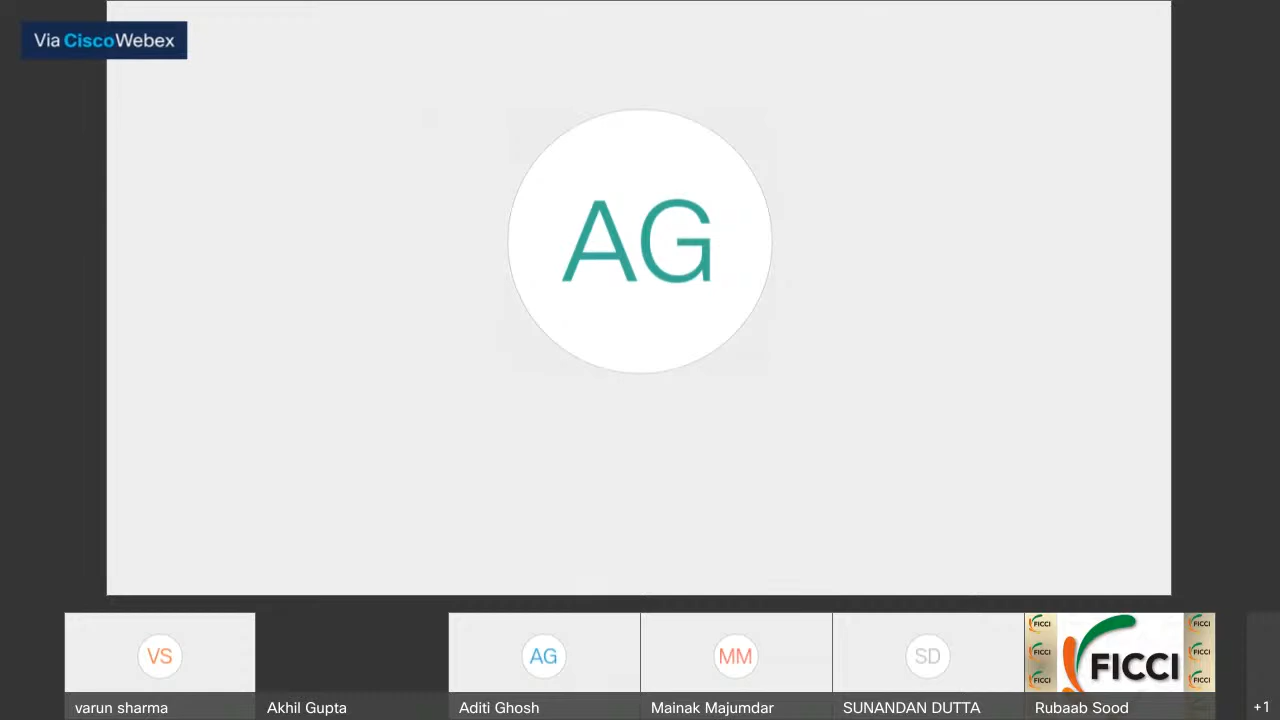 Via CiscoWebex
AG
VS
AG
MM
SD
FICCI
FICCI
FICCI
FICCI
FICCI
FICCI
FICCI
varun sharma
Akhil Gupta
Aditi Ghosh
Mainak Majumdar
SUNANDAN DUTTA
Rubaab Sood
+1